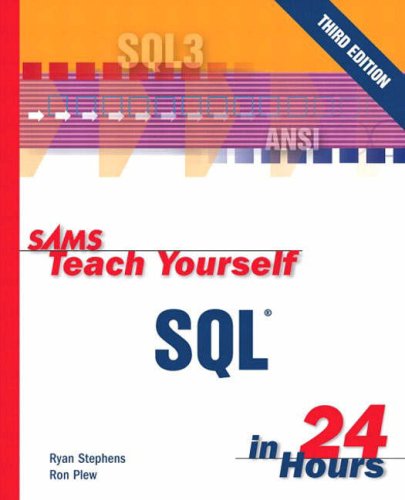 SQL3
THIRD EDITION
ANSI
SAMS
Teach Yourself
SQL®
in 24
Hours
Ryan Stephens
Ron Plew